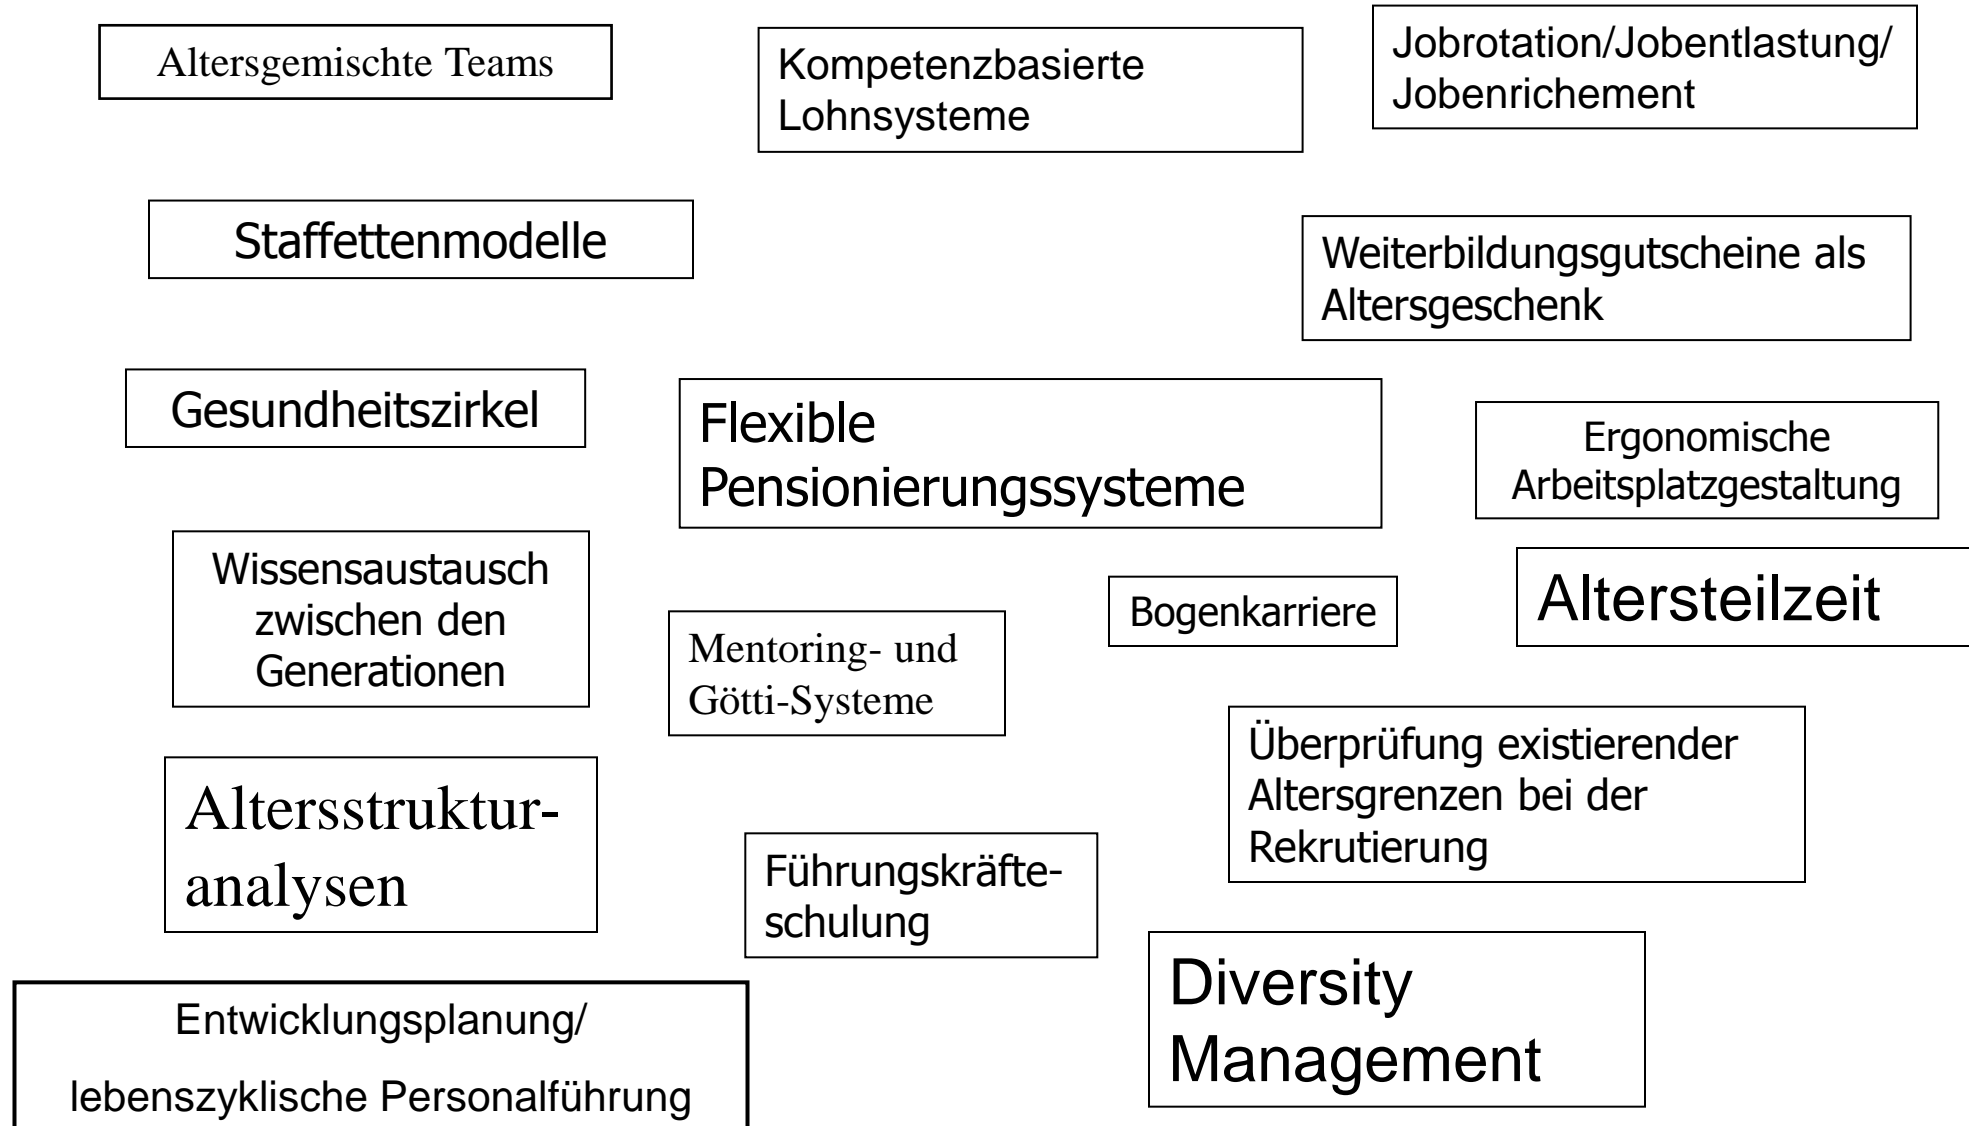 Altersgemischte Teams
Kompetenzbasierte
Lohnsysteme
Jobrotation/Jobentlastung/
Jobenrichement
Staffettenmodelle
Weiterbildungsgutscheine als
Altersgeschenk
Gesundheitszirkel
Flexible
Pensionierungssysteme
Ergonomische
Arbeitsplatzgestaltung
Wissensaustausch
zwischen den
Generationen
Mentoring- und
Götti-Systeme
Bogenkarriere
Altersteilzeit
Altersstruktur-
analysen
Führungskräfte-
schulung
Überprüfung existierender
Altersgrenzen bei der
Rekrutierung
Entwicklungsplanung/
lebenszyklische Personalführung
Diversity
Management